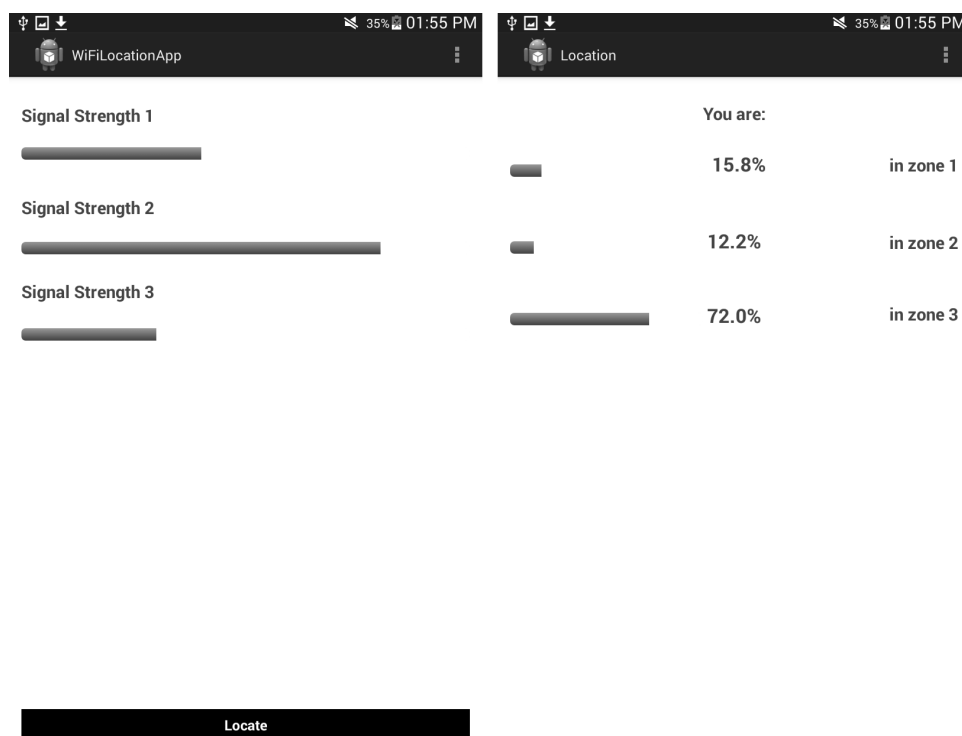 35% 01:55 PM
WiFiLocationApp
Signal Strength 1
Signal Strength 2
Signal Strength 3
Locate
35% 01:55 PM
Location
You are:
15.8% in zone 1
12.2% in zone 2
72.0% in zone 3